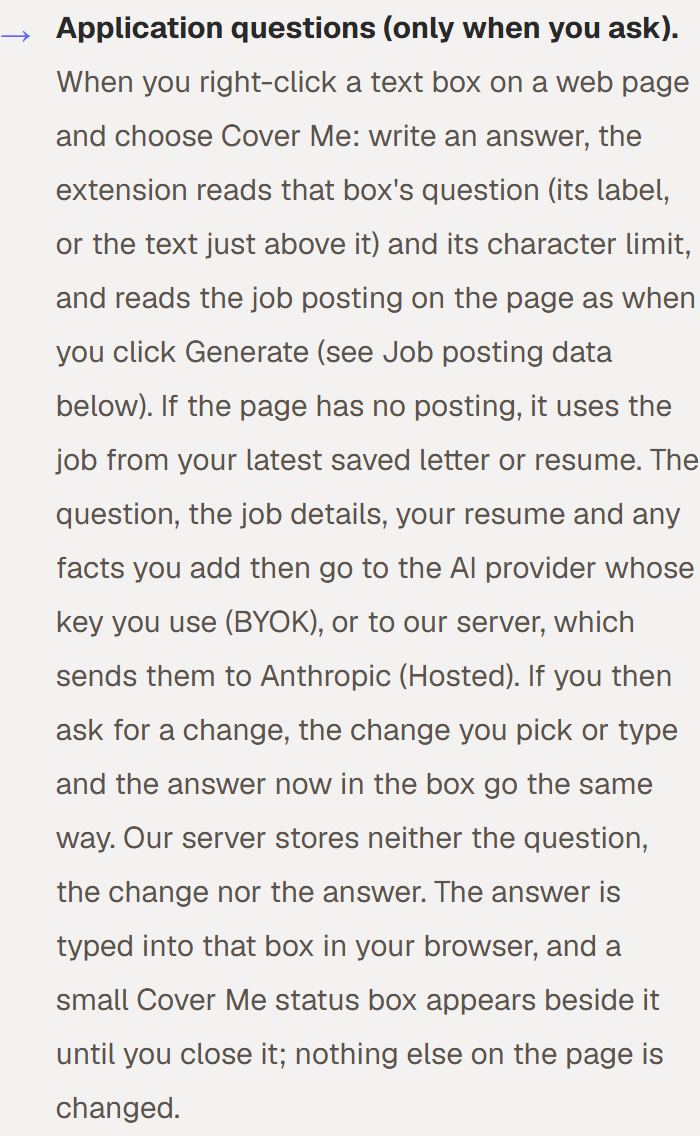 → Application questions (only when you ask).
When you right-click a text box on a web page
and choose Cover Me: write an answer, the
extension reads that box's question (its label,
or the text just above it) and its character limit,
and reads the job posting on the page as when
you click Generate (see Job posting data
below). If the page has no posting, it uses the
job from your latest saved letter or resume. The
question, the job details, your resume and any
facts you add then go to the AI provider whose
key you use (BYOK), or to our server, which
sends them to Anthropic (Hosted). If you then
ask for a change, the change you pick or type
and the answer now in the box go the same
way. Our server stores neither the question,
the change nor the answer. The answer is
typed into that box in your browser, and a
small Cover Me status box appears beside it
until you close it; nothing else on the page is
changed.